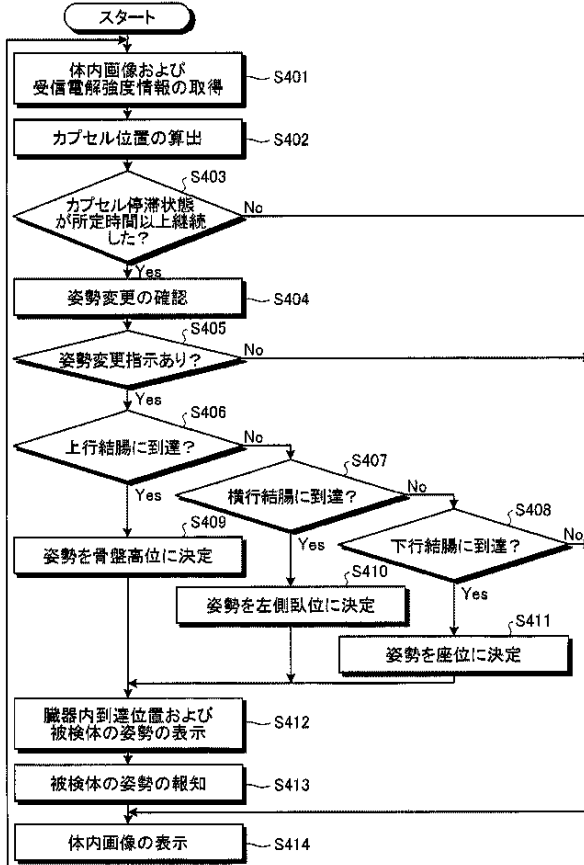 スタート
体内画像および
受信電解強度情報の取得
S401
カプセル位置の算出
S402
S403
カプセル停滞状態
が所定時間以上継続
した？
No
Yes
姿勢変更の確認
S404
S405
姿勢変更指示あり？
No
Yes
S406
上行結腸に到達？
No
Yes
S407
横行結腸に到達？
No
Yes
S408
下行結腸に到達？
No
Yes
S409
姿勢を骨盤高位に決定
S410
姿勢を左側臥位に決定
S411
姿勢を座位に決定
臓器内到達位置および
被検体の姿勢の表示
S412
被検体の姿勢の報知
S413
体内画像の表示
S414